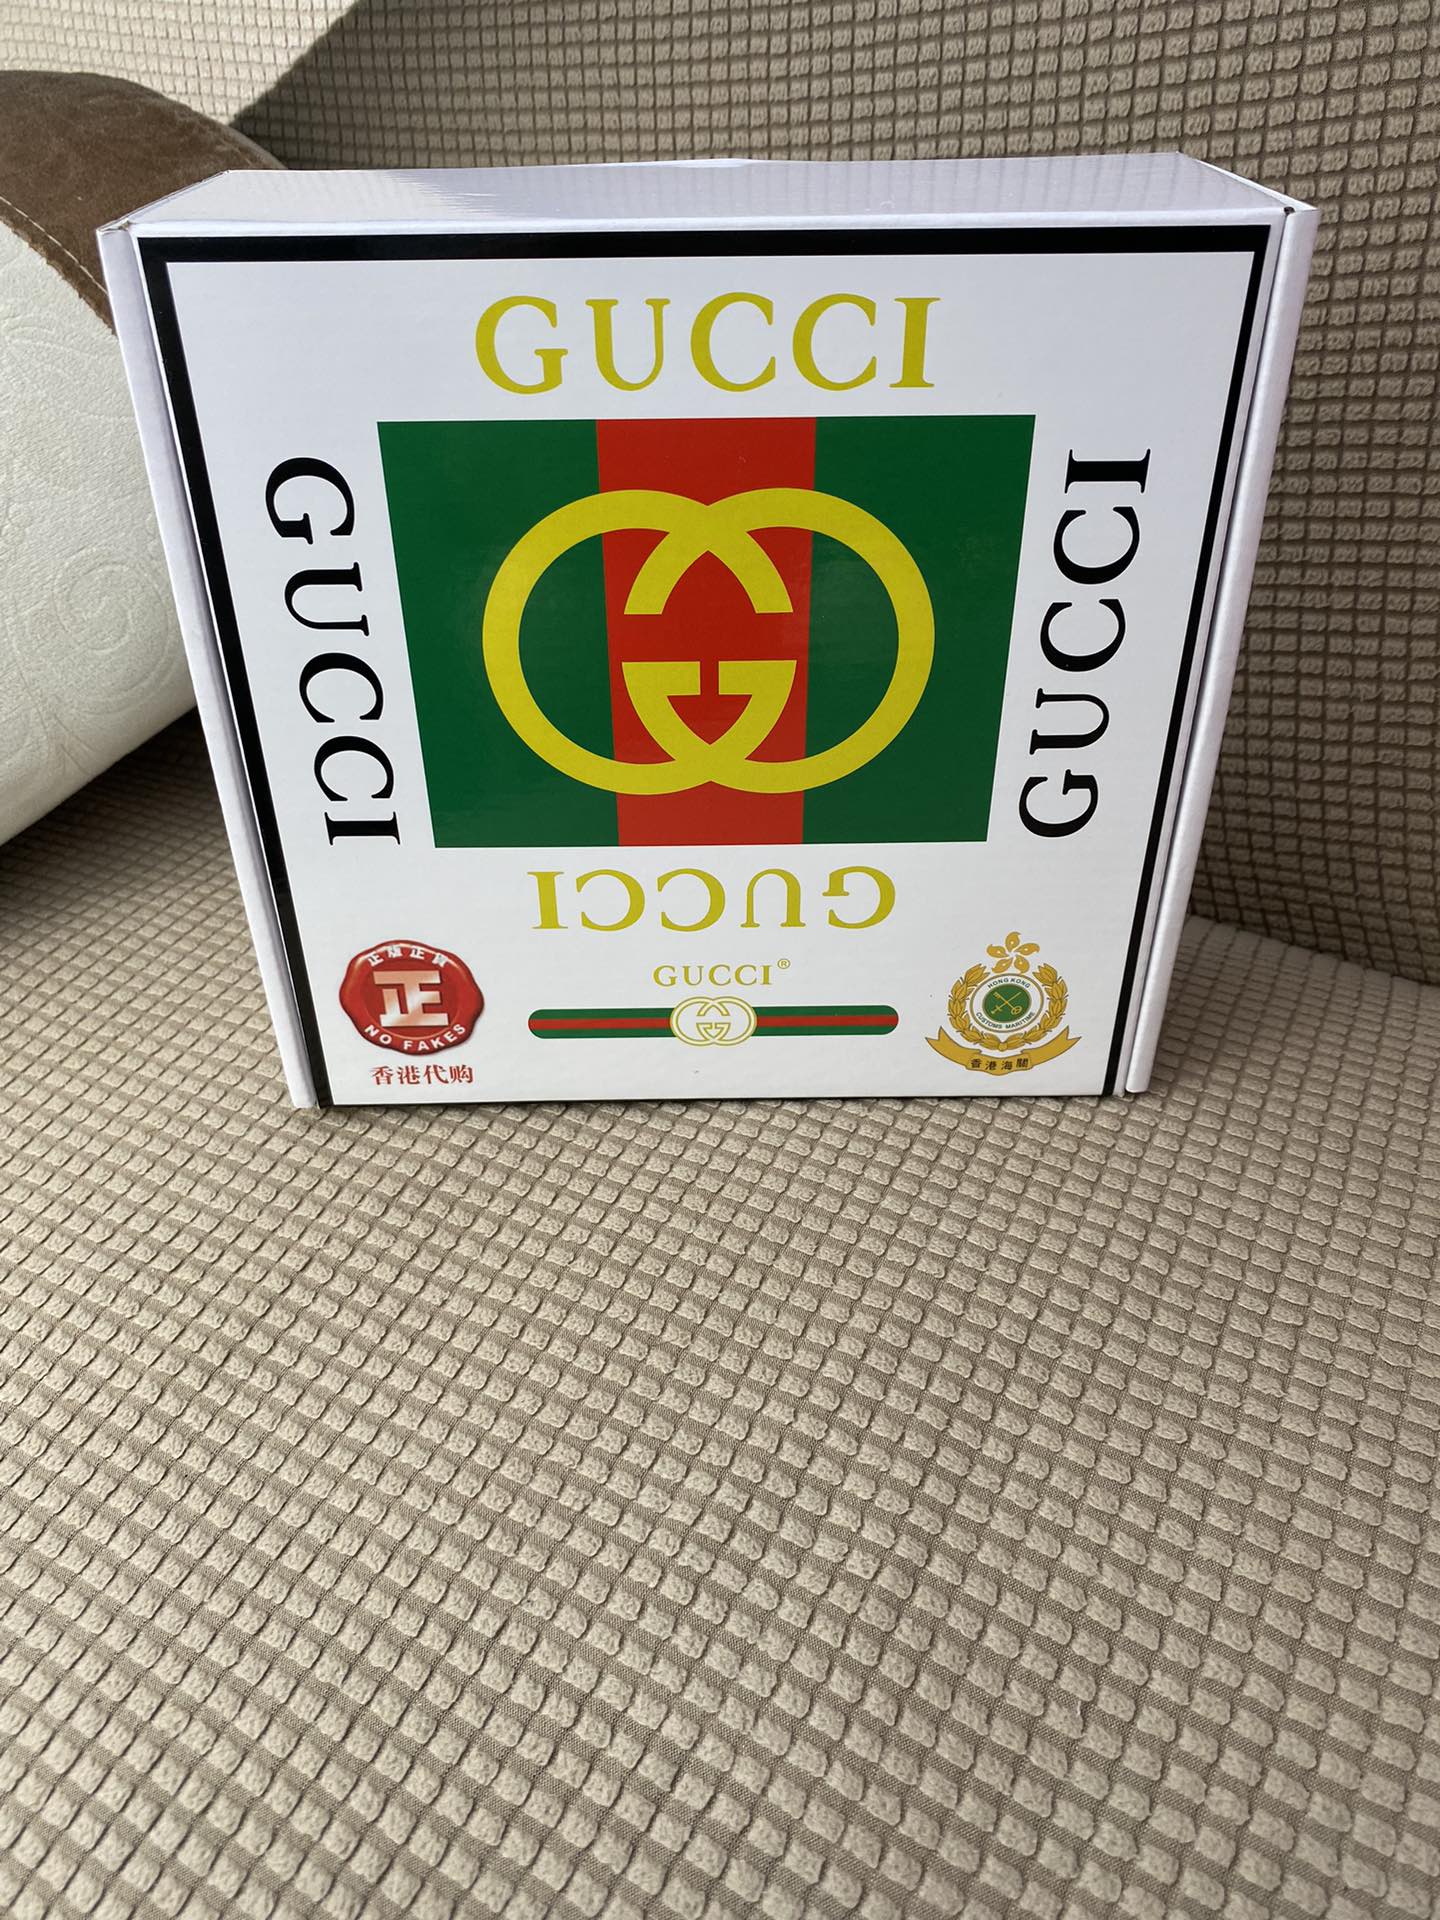 GUCCI
GUCCI
GUCCI
GUCCI
GUCCI®
正
NO FAKES
香港代购
HONG KONG
CUSTOMS MARITIME
香港海關